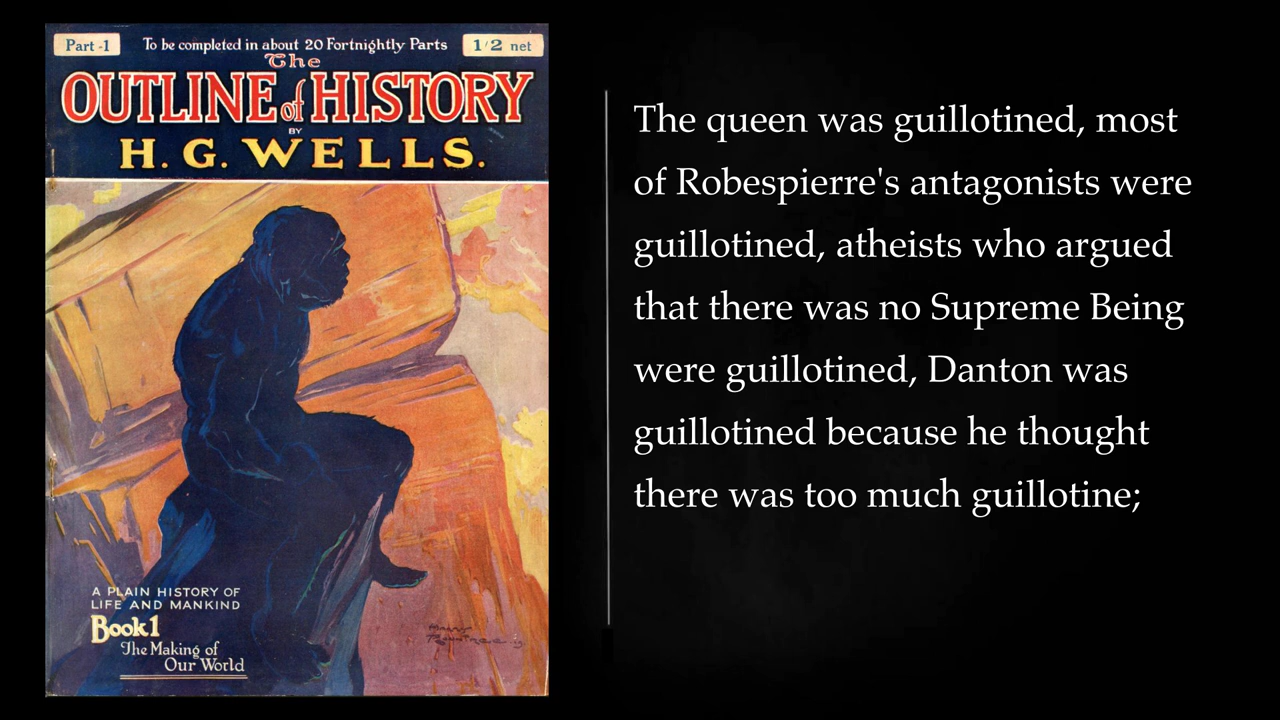 Part -1
To be completed in about 20 Fortnightly Parts
1/2 net
The
OUTLINE of HISTORY
BY
H. G. WELLS.
A PLAIN HISTORY OF
LIFE AND MANKIND
Book 1
The Making of
Our World
The queen was guillotined, most
of Robespierre's antagonists were
guillotined, atheists who argued
that there was no Supreme Being
were guillotined, Danton was
guillotined because he thought
there was too much guillotine;